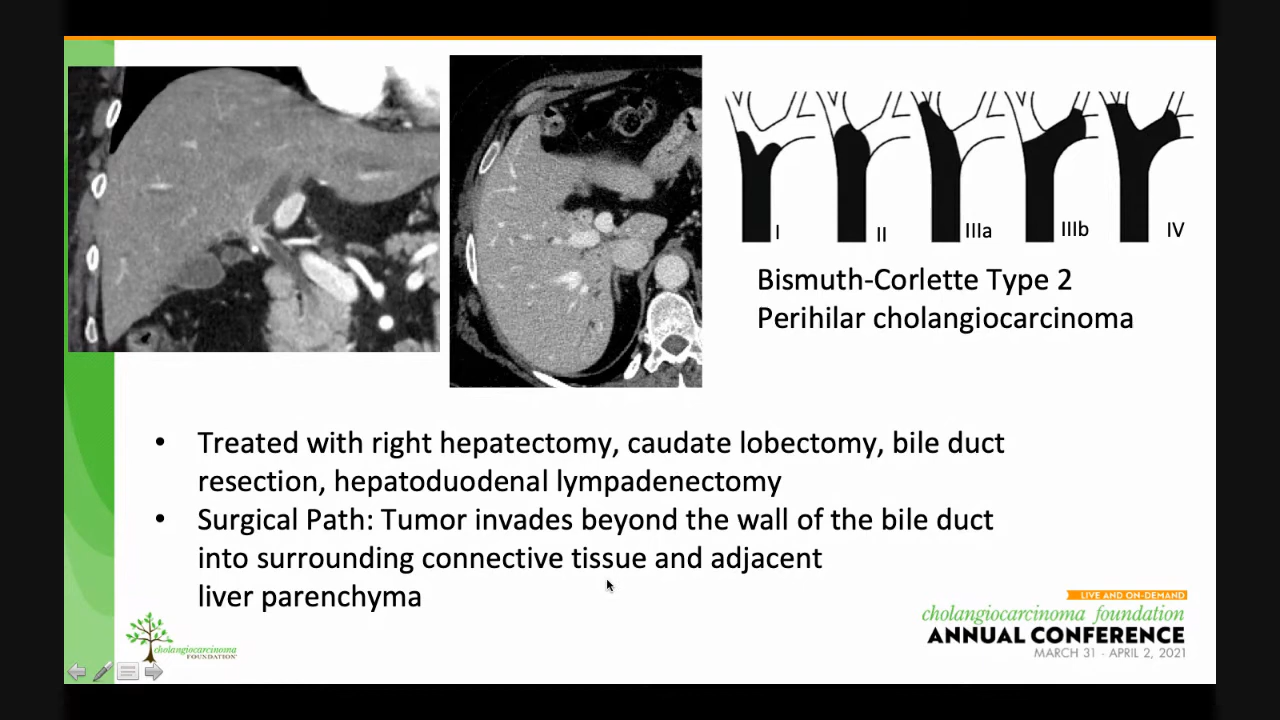 I
II
IIIa
IIIb
IV
Bismuth-Corlette Type 2
Perihilar cholangiocarcinoma
• Treated with right hepatectomy, caudate lobectomy, bile duct
resection, hepatoduodenal lympadenectomy
• Surgical Path: Tumor invades beyond the wall of the bile duct
into surrounding connective tissue and adjacent
liver parenchyma
cholangiocarcinoma
FOUNDATION
LIVE AND ON-DEMAND
cholangiocarcinoma foundation
ANNUAL CONFERENCE
MARCH 31 - APRIL 2, 2021